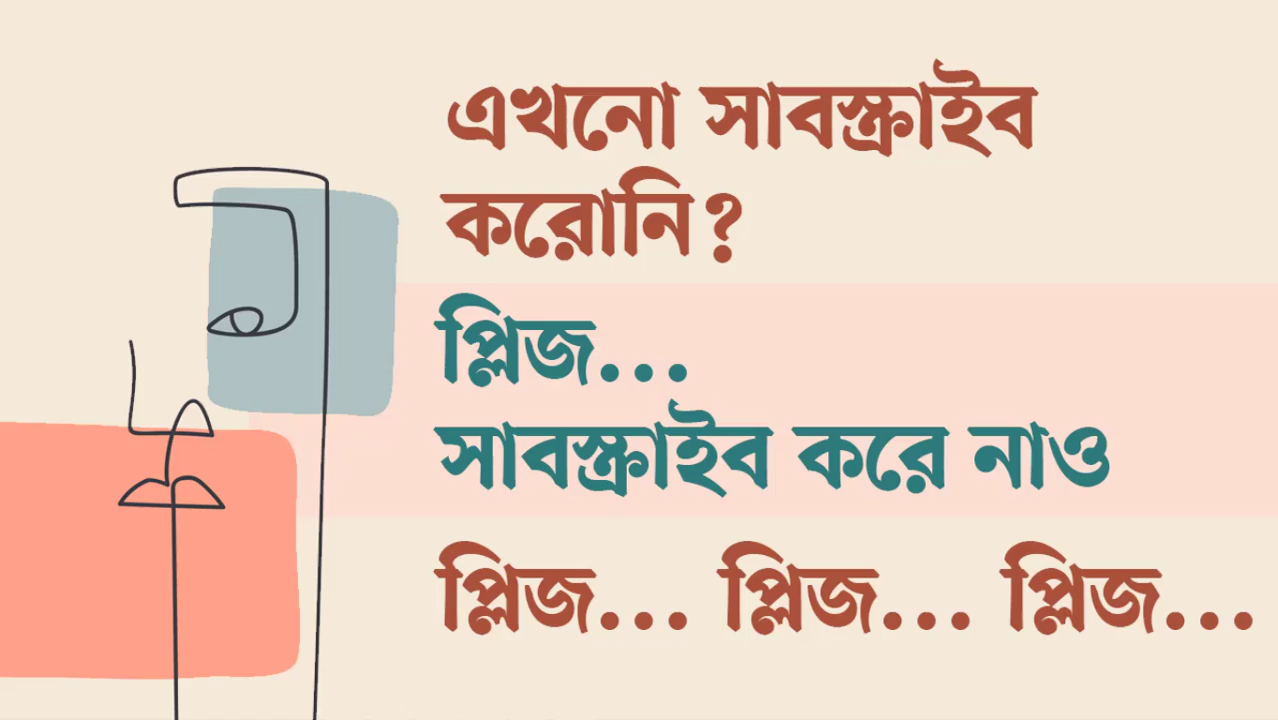 এখনো সাবস্ক্রাইব
করোনি?
প্লিজ...
সাবস্ক্রাইব করে নাও
প্লিজ... প্লিজ... প্লিজ...